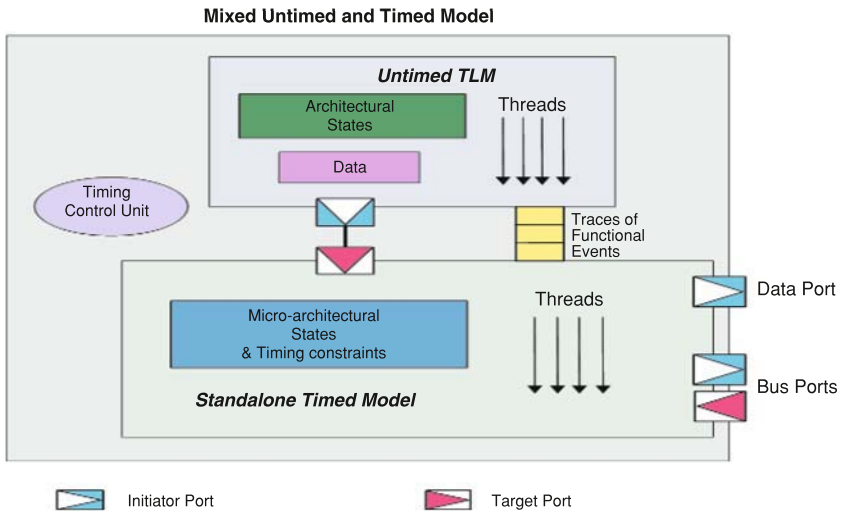 Mixed Untimed and Timed Model
Untimed TLM
Architectural
States
Threads
Data
Timing
Control Unit
Traces of
Functional
Events
Data Port
Threads
Micro-architectural
States
& Timing constraints
Bus Ports
Standalone Timed Model
Initiator Port
Target Port